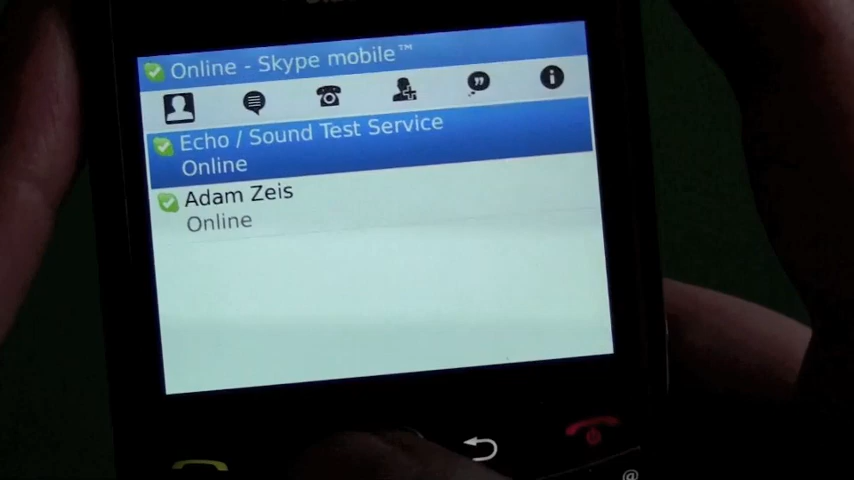 Online - Skype mobile™
Echo / Sound Test Service
Online
Adam Zeis
Online
@